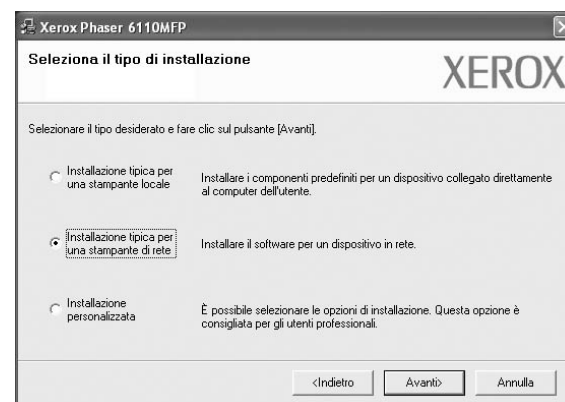 Xerox Phaser 6110MFP
Seleziona il tipo di installazione
XEROX
Selezionare il tipo desiderato e fare clic sul pulsante [Avanti].
Installazione tipica per
una stampante locale
Installare i componenti predefiniti per un dispositivo collegato direttamente
al computer dell'utente.
Installazione tipica per
una stampante di rete
Installare il software per un dispositivo in rete.
Installazione
personalizzata
È possibile selezionare le opzioni di installazione. Questa opzione è
consigliata per gli utenti professionali.
<Indietro
Avanti>
Annulla